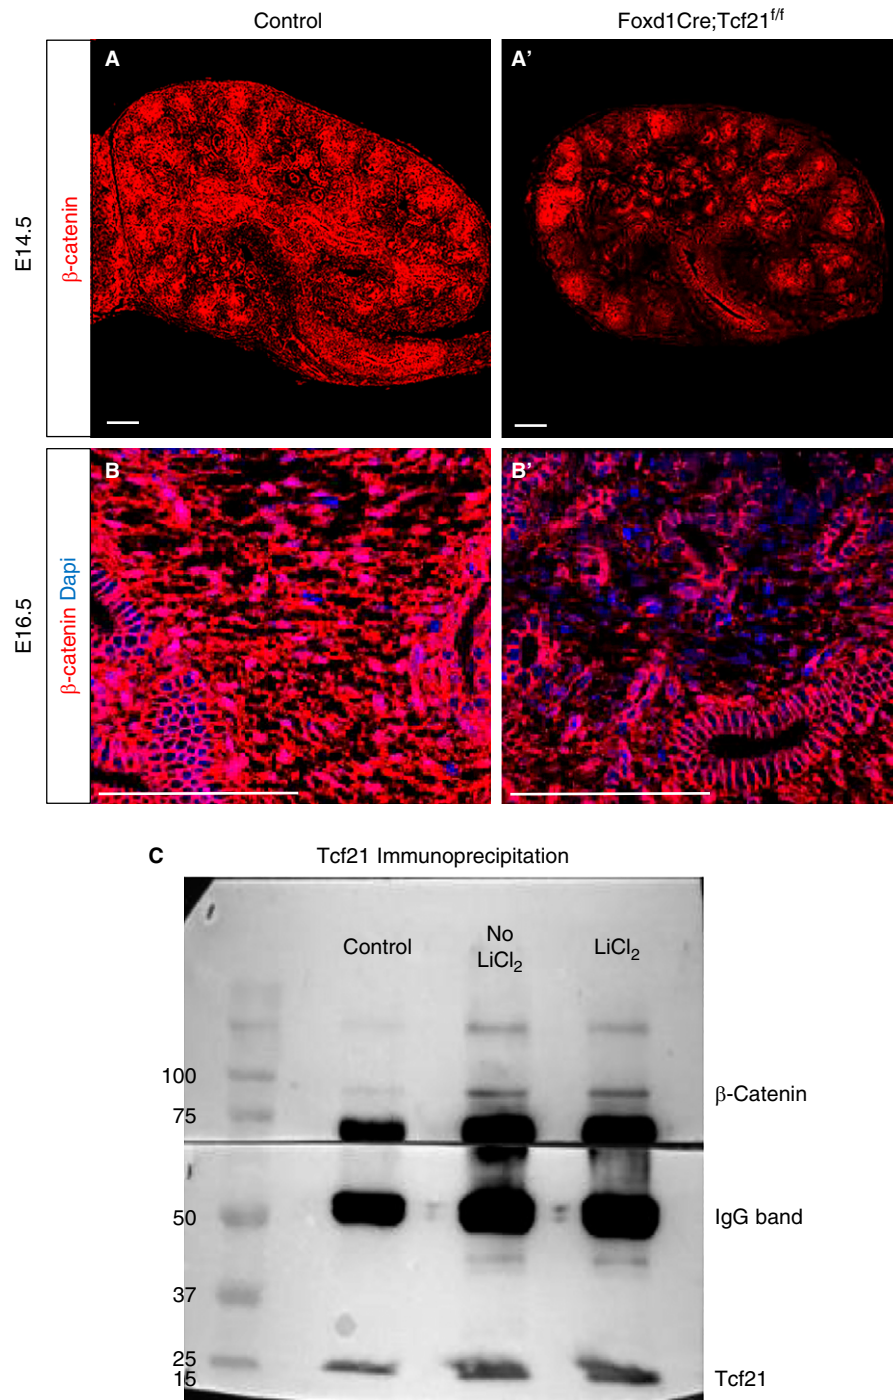 Control
Foxd1Cre;Tcf21f/f
A
A'
E14.5
β-catenin
B
B'
E16.5
β-catenin Dapi
C
Tcf21 Immunoprecipitation
Control
No
LiCl2
LiCl2
100
75
β-Catenin
50
IgG band
37
25
15
Tcf21